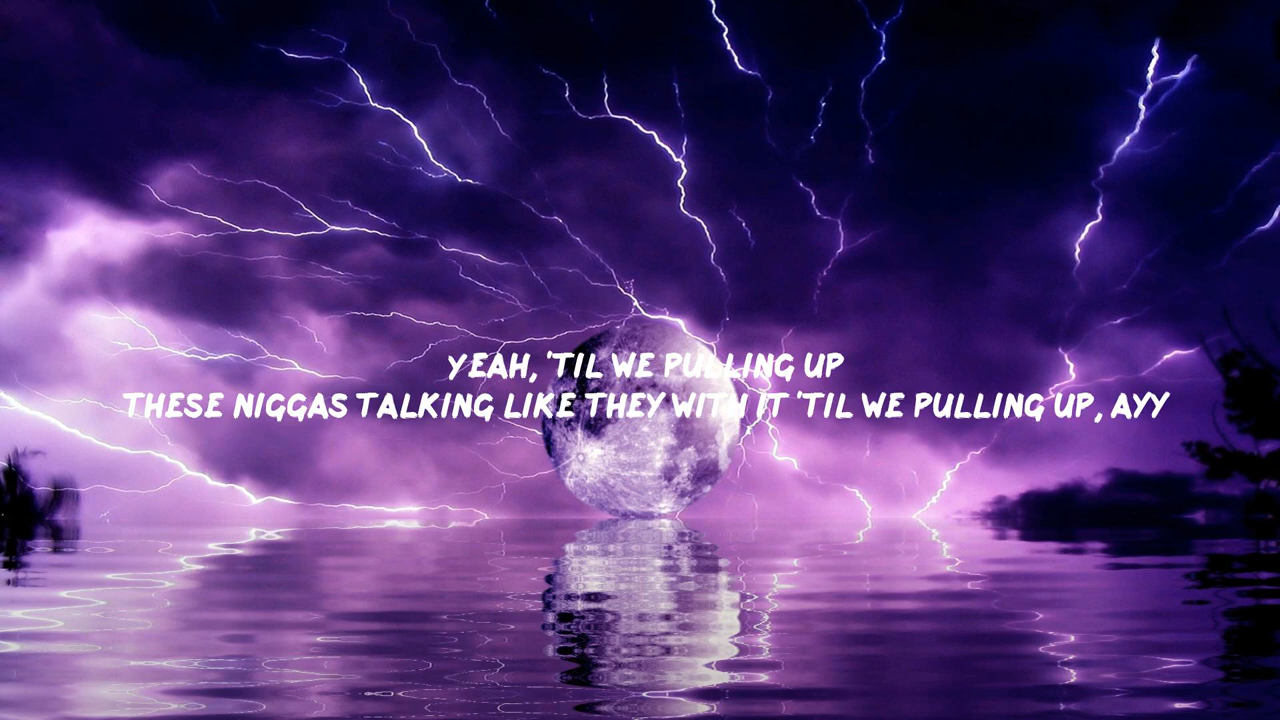 YEAH, 'TIL WE PULLING UP
THESE NIGGAS TALKING LIKE THEY WITH IT 'TIL WE PULLING UP, AYY